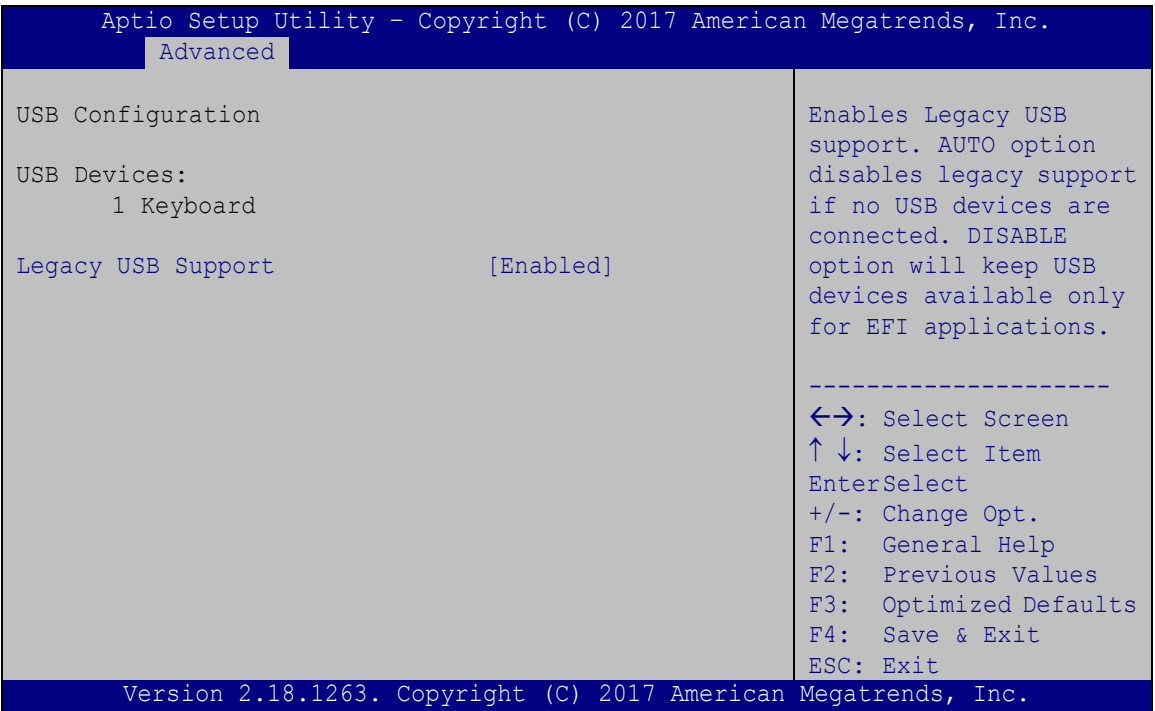 Aptio Setup Utility – Copyright (C) 2017 American Megatrends, Inc.
Advanced
USB Configuration
USB Devices:
1 Keyboard
Legacy USB Support [Enabled]
Enables Legacy USB
support. AUTO option
disables legacy support
if no USB devices are
connected. DISABLE
option will keep USB
devices available only
for EFI applications.
---------------------
←→: Select Screen
↑ ↓: Select Item
EnterSelect
+/-: Change Opt.
F1: General Help
F2: Previous Values
F3: Optimized Defaults
F4: Save & Exit
ESC: Exit
Version 2.18.1263. Copyright (C) 2017 American Megatrends, Inc.